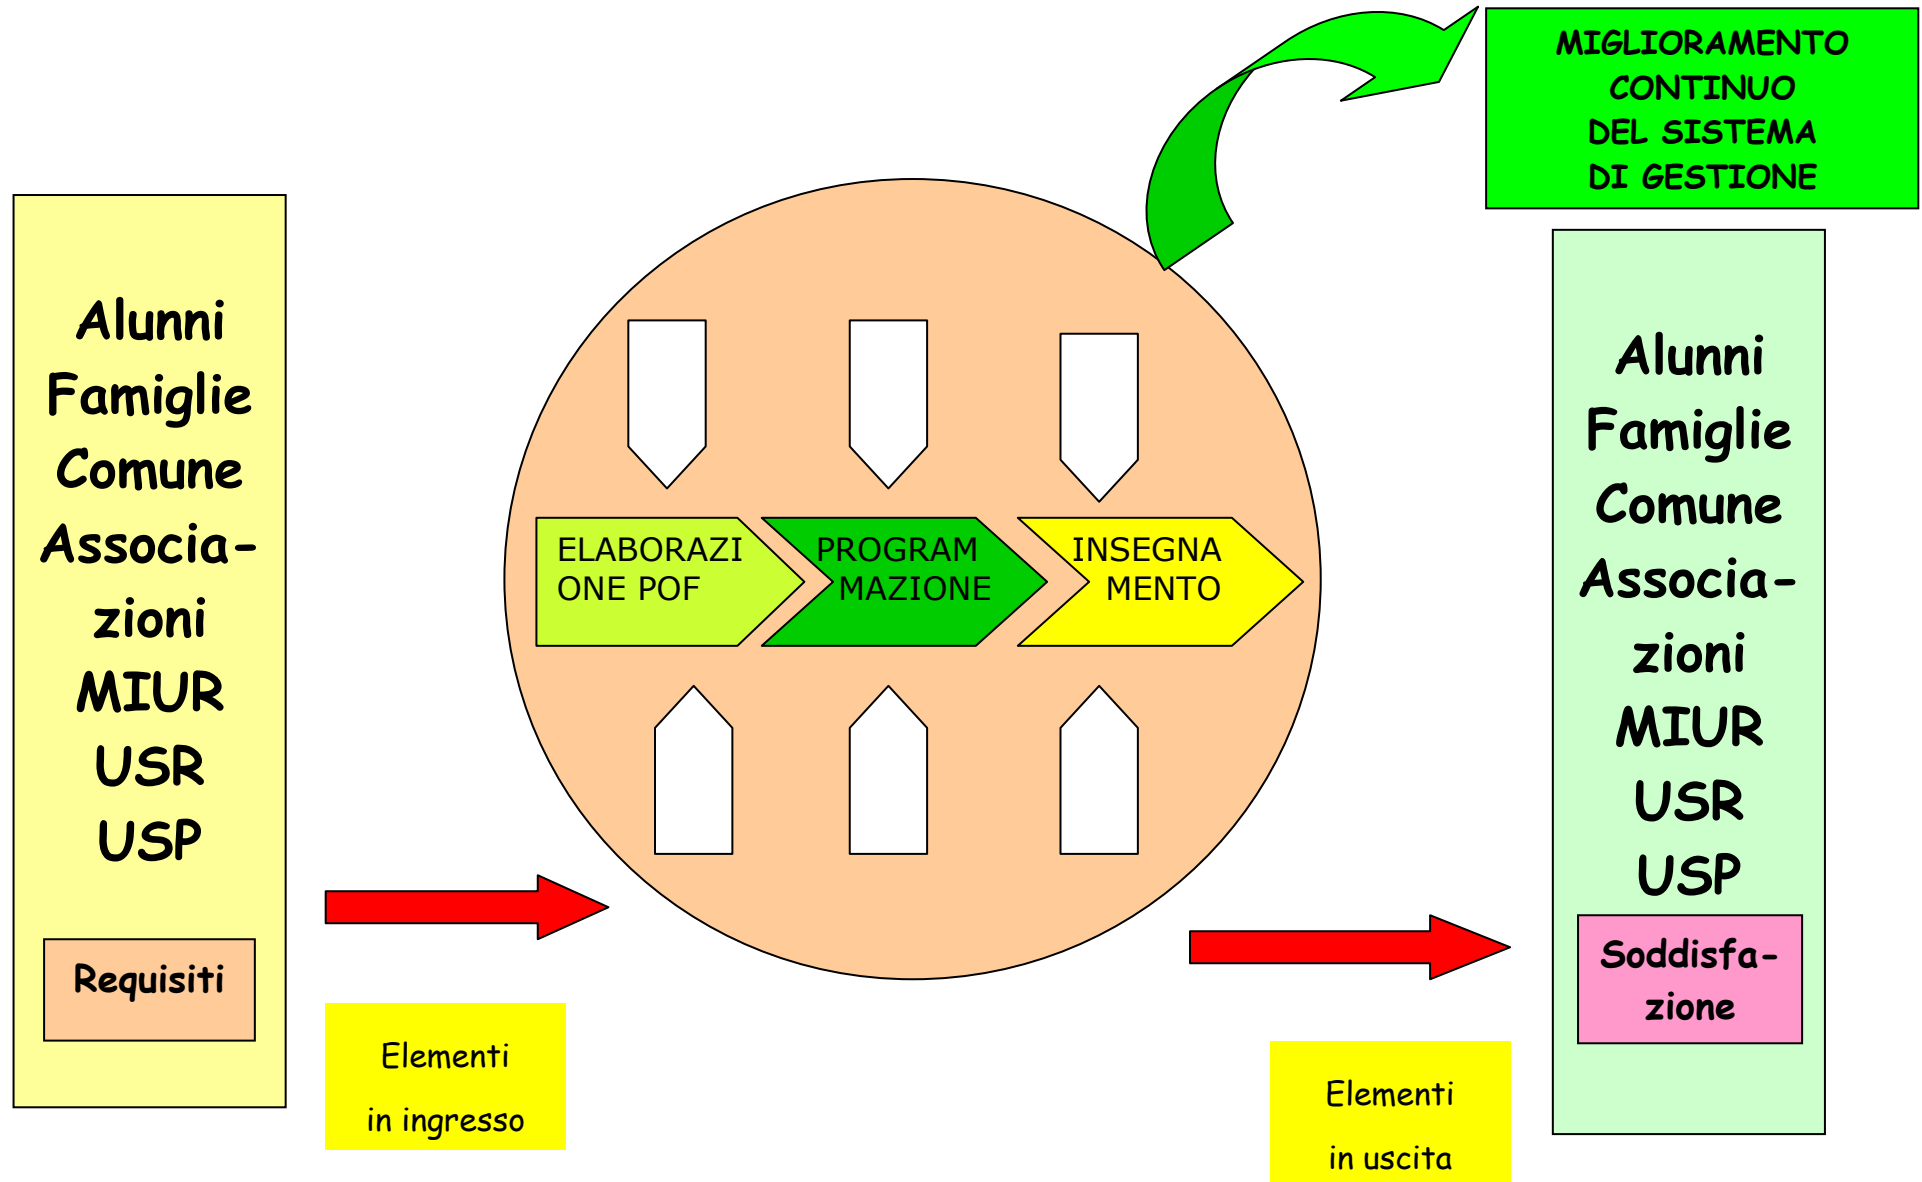 MIGLIORAMENTO
CONTINUO
DEL SISTEMA
DI GESTIONE
Alunni
Famiglie
Comune
Associa-
zioni
MIUR
USR
USP
Requisiti
ELABORAZI
ONE POF
PROGRAM
MAZIONE
INSEGNA
MENTO
Elementi
in ingresso
Elementi
in uscita
Alunni
Famiglie
Comune
Associa-
zioni
MIUR
USR
USP
Soddisfa-
zione